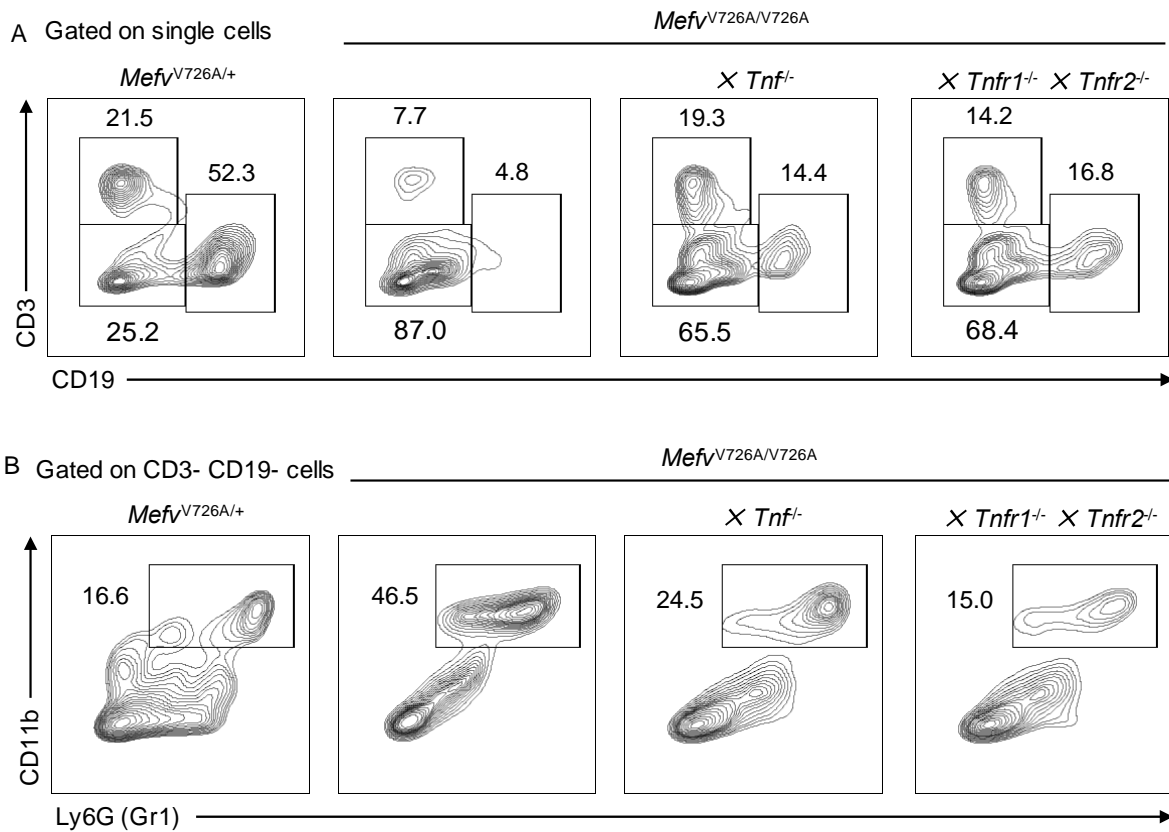 A Gated on single cells
Mefv^V726A/V726A
Mefv^V726A/+
× Tnf^-/-
× Tnfr1^-/- × Tnfr2^-/-
21.5
52.3
25.2
7.7
4.8
87.0
19.3
14.4
65.5
14.2
16.8
68.4
CD3
CD19
B Gated on CD3- CD19- cells
Mefv^V726A/V726A
Mefv^V726A/+
× Tnf^-/-
× Tnfr1^-/- × Tnfr2^-/-
16.6
46.5
24.5
15.0
CD11b
Ly6G (Gr1)